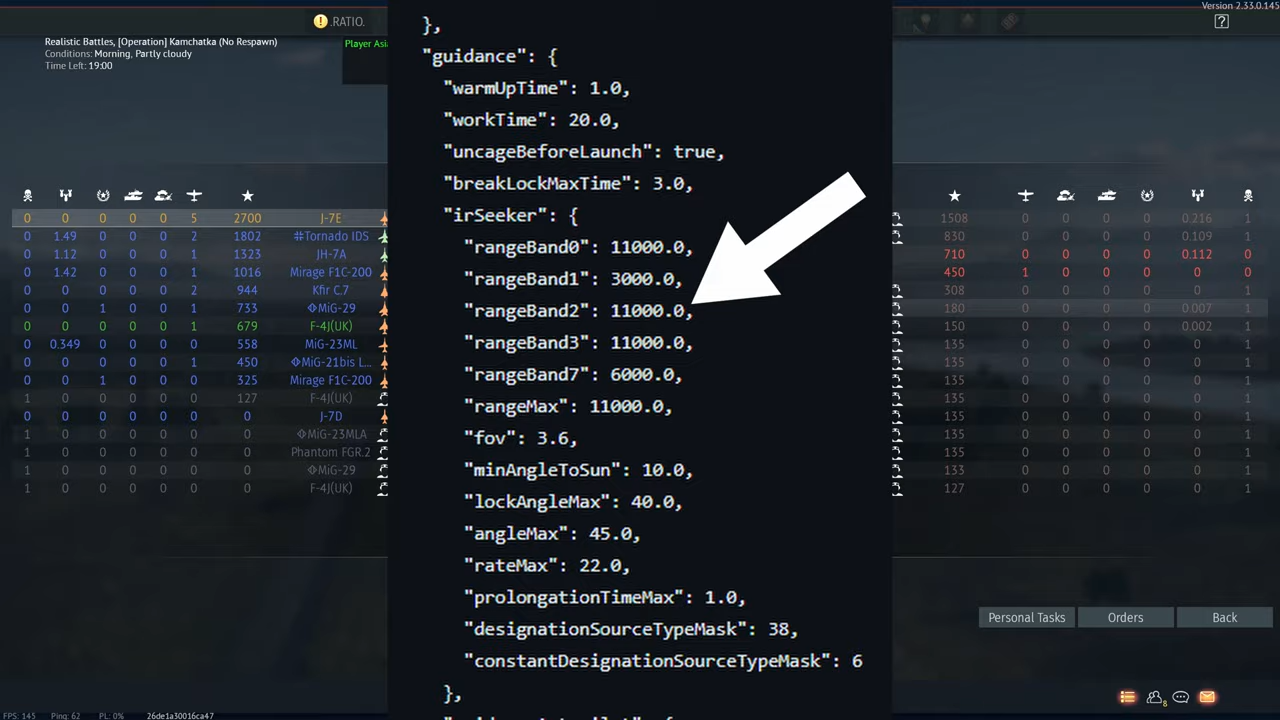 Version 2.33.0.145
.RATIO.
Realistic Battles, [Operation] Kamchatka (No Respawn)
Conditions: Morning, Partly cloudy
Time Left: 19:00
Player Asia
0 0 0 0 0 5 2700 J-7E
0 1.49 0 0 0 2 1802 #Tornado IDS
0 1.12 0 0 0 1 1323 JH-7A
0 1.42 0 0 0 1 1016 Mirage F1C-200
0 0 0 0 0 2 944 Kfir C.7
0 0 1 0 0 1 733 MiG-29
0 0 0 0 0 1 679 F-4J(UK)
0 0.349 0 0 0 0 558 MiG-23ML
0 0 0 0 0 1 450 MiG-21bis L...
0 0 1 0 0 0 325 Mirage F1C-200
1 0 0 0 0 0 127 F-4J(UK)
0 0 0 0 0 0 0 J-7D
1 0 0 0 0 0 0 MiG-23MLA
1 0 0 0 0 0 0 Phantom FGR.2
1 0 0 0 0 0 0 MiG-29
1 0 0 0 0 0 0 F-4J(UK)
},
"guidance": {
"warmUpTime": 1.0,
"workTime": 20.0,
"uncageBeforeLaunch": true,
"breakLockMaxTime": 3.0,
"irSeeker": {
"rangeBand0": 11000.0,
"rangeBand1": 3000.0,
"rangeBand2": 11000.0,
"rangeBand3": 11000.0,
"rangeBand7": 6000.0,
"rangeMax": 11000.0,
"fov": 3.6,
"minAngleToSun": 10.0,
"lockAngleMax": 40.0,
"angleMax": 45.0,
"rateMax": 22.0,
"prolongationTimeMax": 1.0,
"designationSourceTypeMask": 38,
"constantDesignationSourceTypeMask": 6
},
1508 0 0 0 0 0.216 1
830 0 0 0 0 0.109 1
710 0 0 0 0 0.112 0
450 1 0 0 0 0 0
308 0 0 0 0 0 1
180 0 0 0 0 0.007 1
150 0 0 0 0 0.002 1
135 0 0 0 0 0 1
135 0 0 0 0 0 1
135 0 0 0 0 0 1
135 0 0 0 0 0 1
135 0 0 0 0 0 1
135 0 0 0 0 0 1
135 0 0 0 0 0 1
133 0 0 0 0 0 1
127 0 0 0 0 0 1
Personal Tasks Orders Back
8
FPS: 145 Ping: 62 PL: 0% 26de1a30016ca47